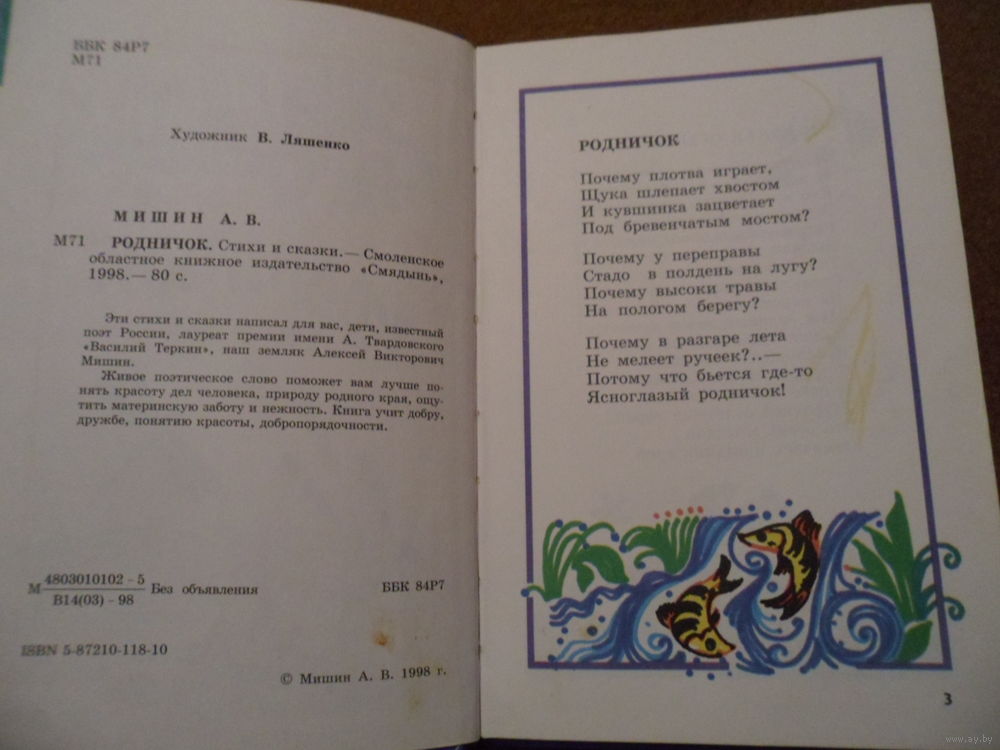 ББК 84Р7
М71
Художник В. Ляшенко
МИШИН А. В.
М71 РОДНИЧОК. Стихи и сказки.— Смоленское
областное книжное издательство «Смядынь»,
1998.— 80 с.
Эти стихи и сказки написал для вас, дети, известный
поэт России, лауреат премии имени А. Твардовского
«Василий Теркин», наш земляк Алексей Викторович
Мишин.
Живое поэтическое слово поможет вам лучше по-
нять красоту дел человека, природу родного края, ощу-
тить материнскую заботу и нежность. Книга учит добру,
дружбе, понятию красоты, добропорядочности.
М 4803010102 - 5
В14(03) - 98 Без объявления ББК 84Р7
ISBN 5-87210-118-10
© Мишин А. В. 1998 г.
РОДНИЧОК
Почему плотва играет,
Щука шлепает хвостом
И кувшинка зацветает
Под бревенчатым мостом?
Почему у переправы
Стадо в полдень на лугу?
Почему высоки травы
На пологом берегу?
Почему в разгаре лета
Не мелеет ручеек?..—
Потому что бьется где-то
Ясноглазый родничок!
3
www.ay.by